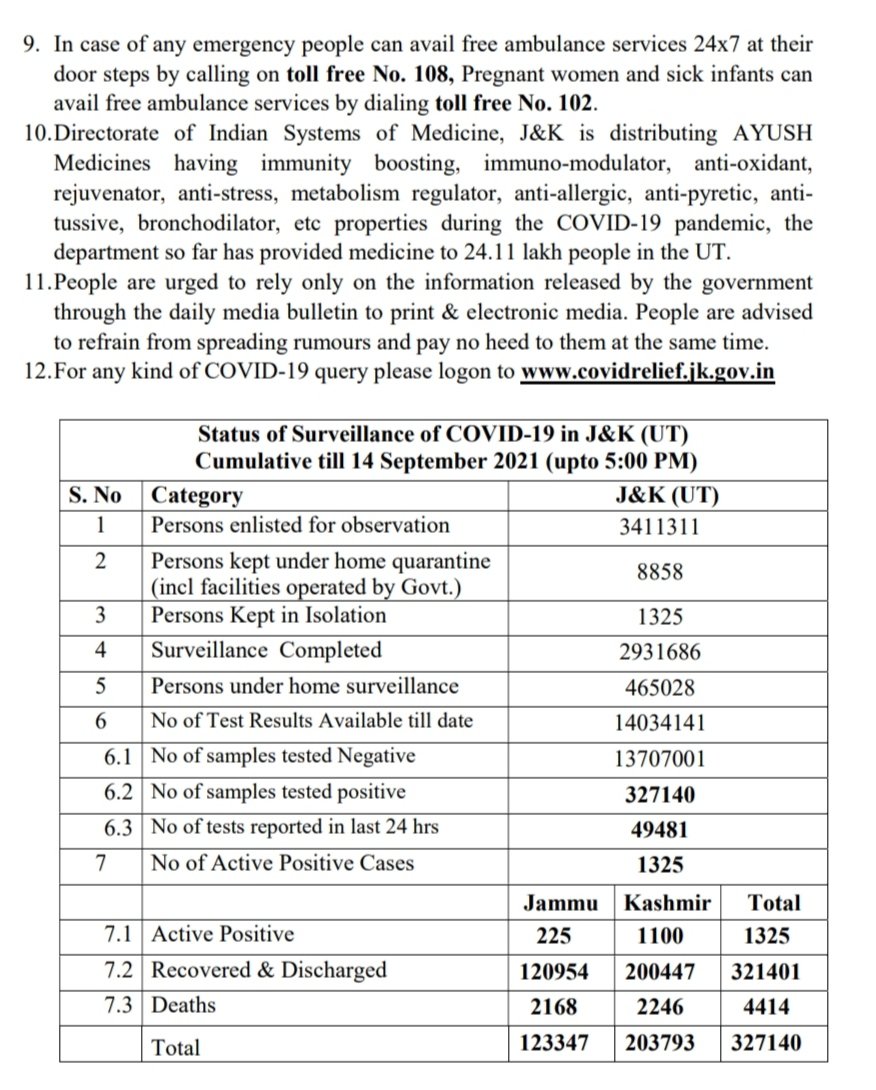 9. In case of any emergency people can avail free ambulance services 24x7 at their
door steps by calling on toll free No. 108, Pregnant women and sick infants can
avail free ambulance services by dialing toll free No. 102.
10.Directorate of Indian Systems of Medicine, J&K is distributing AYUSH
Medicines having immunity boosting, immuno-modulator, anti-oxidant,
rejuvenator, anti-stress, metabolism regulator, anti-allergic, anti-pyretic, anti-
tussive, bronchodilator, etc properties during the COVID-19 pandemic, the
department so far has provided medicine to 24.11 lakh people in the UT.
11.People are urged to rely only on the information released by the government
through the daily media bulletin to print & electronic media. People are advised
to refrain from spreading rumours and pay no heed to them at the same time.
12.For any kind of COVID-19 query please logon to www.covidrelief.jk.gov.in
Status of Surveillance of COVID-19 in J&K (UT)
Cumulative till 14 September 2021 (upto 5:00 PM)
S. No Category J&K (UT)
1 Persons enlisted for observation 3411311
2 Persons kept under home quarantine
(incl facilities operated by Govt.) 8858
3 Persons Kept in Isolation 1325
4 Surveillance Completed 2931686
5 Persons under home surveillance 465028
6 No of Test Results Available till date 14034141
6.1 No of samples tested Negative 13707001
6.2 No of samples tested positive 327140
6.3 No of tests reported in last 24 hrs 49481
7 No of Active Positive Cases 1325
Jammu Kashmir Total
7.1 Active Positive 225 1100 1325
7.2 Recovered & Discharged 120954 200447 321401
7.3 Deaths 2168 2246 4414
Total 123347 203793 327140